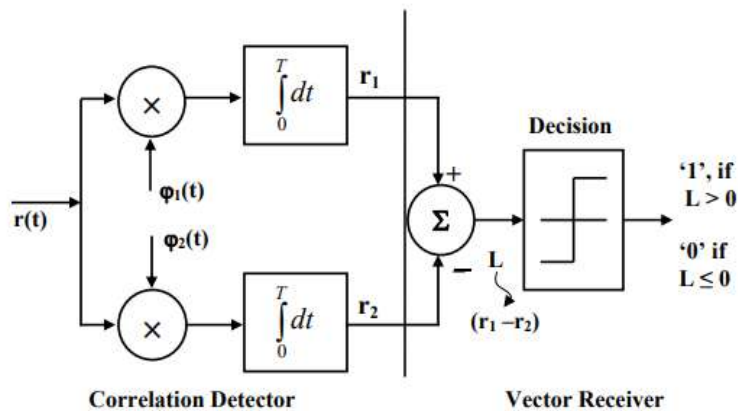 T
∫ dt
0
r₁
×
φ₁(t)
r(t)
φ₂(t)
×
T
∫ dt
0
r₂
+
Σ
−
L
(r₁ –r₂)
Decision
‘1’, if
L > 0
‘0’ if
L ≤ 0
Correlation Detector
Vector Receiver